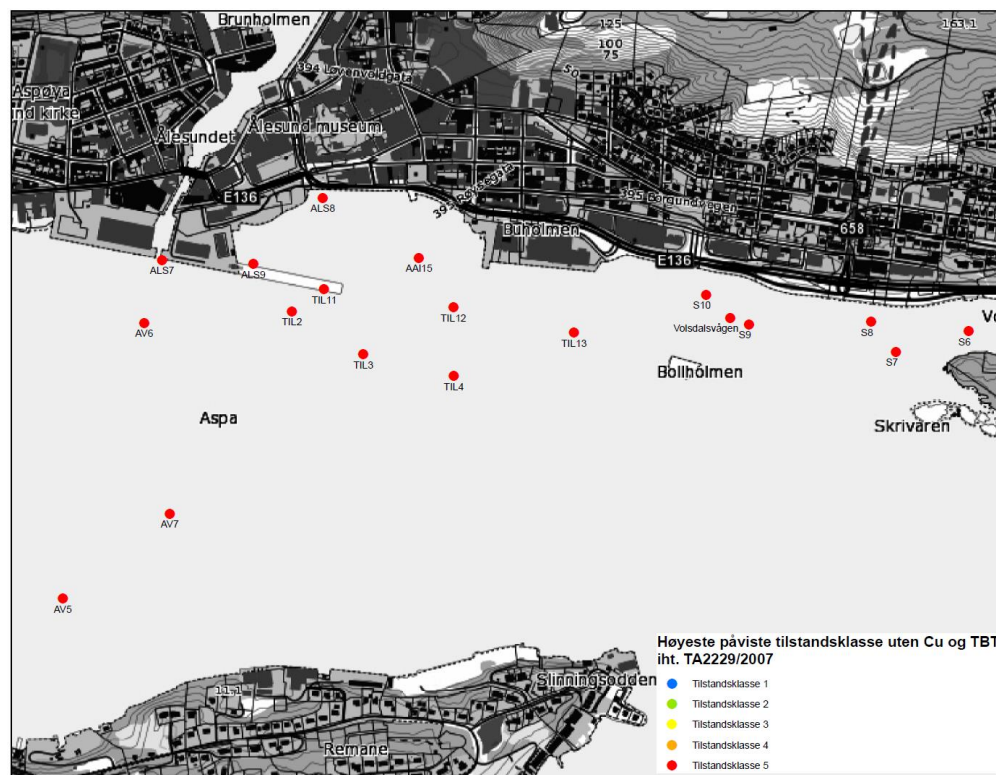 Brunholmen
125
163.1
100
75
50
394 Løvenvoldgata
Aspøya
nd kirke
Ålesundet
Ålesund museum
E136
ALS8
395 Borgundvegen
Buholmen
658
E136
ALS7
ALS9
AAI15
TIL11
TIL2
TIL12
S10
Volsdalsvågen
S9
S8
S6
AV6
TIL13
S7
TIL3
TIL4
Bollholmen
Aspa
Skrivaren
AV7
AV5
Høyeste påviste tilstandsklasse uten Cu og TBT
iht. TA2229/2007
Tilstandsklasse 1
Tilstandsklasse 2
Tilstandsklasse 3
Tilstandsklasse 4
Tilstandsklasse 5
Slinningsodden
11.1
Remane